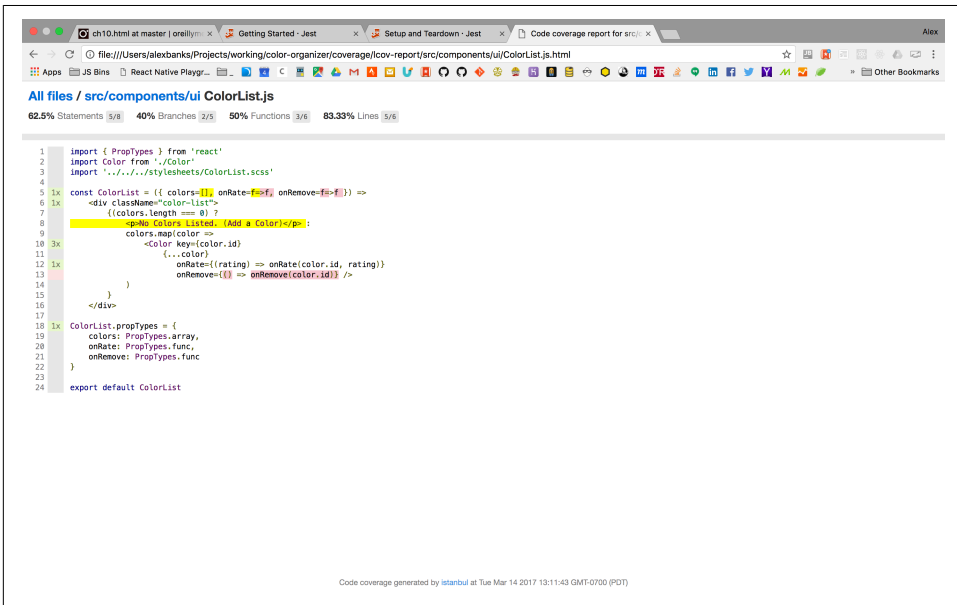 ch10.html at master | oreillyme
Getting Started · Jest
Setup and Teardown · Jest
Code coverage report for src/c
Alex
file:///Users/alexbanks/Projects/working/color-organizer/coverage/lcov-report/src/components/ui/ColorList.js.html
Apps JS Bins React Native Playgr... » Other Bookmarks
All files / src/components/ui ColorList.js
62.5% Statements 5/8 40% Branches 2/5 50% Functions 3/6 83.33% Lines 5/6
1 import { PropTypes } from 'react'
2 import Color from './Color'
3 import '../../../stylesheets/ColorList.scss'
4
5 1x const ColorList = ({ colors=[], onRate=f=>f, onRemove=f=>f }) =>
6 1x <div className="color-list">
7 {(colors.length === 0) ?
8 <p>No Colors Listed. (Add a Color)</p> :
9 colors.map(color =>
10 3x <Color key={color.id}
11 {...color}
12 1x onRate={(rating) => onRate(color.id, rating)}
13 onRemove={() => onRemove(color.id)} />
14 )
15 }
16 </div>
17
18 1x ColorList.propTypes = {
19 colors: PropTypes.array,
20 onRate: PropTypes.func,
21 onRemove: PropTypes.func
22 }
23
24 export default ColorList
Code coverage generated by istanbul at Tue Mar 14 2017 13:11:43 GMT-0700 (PDT)